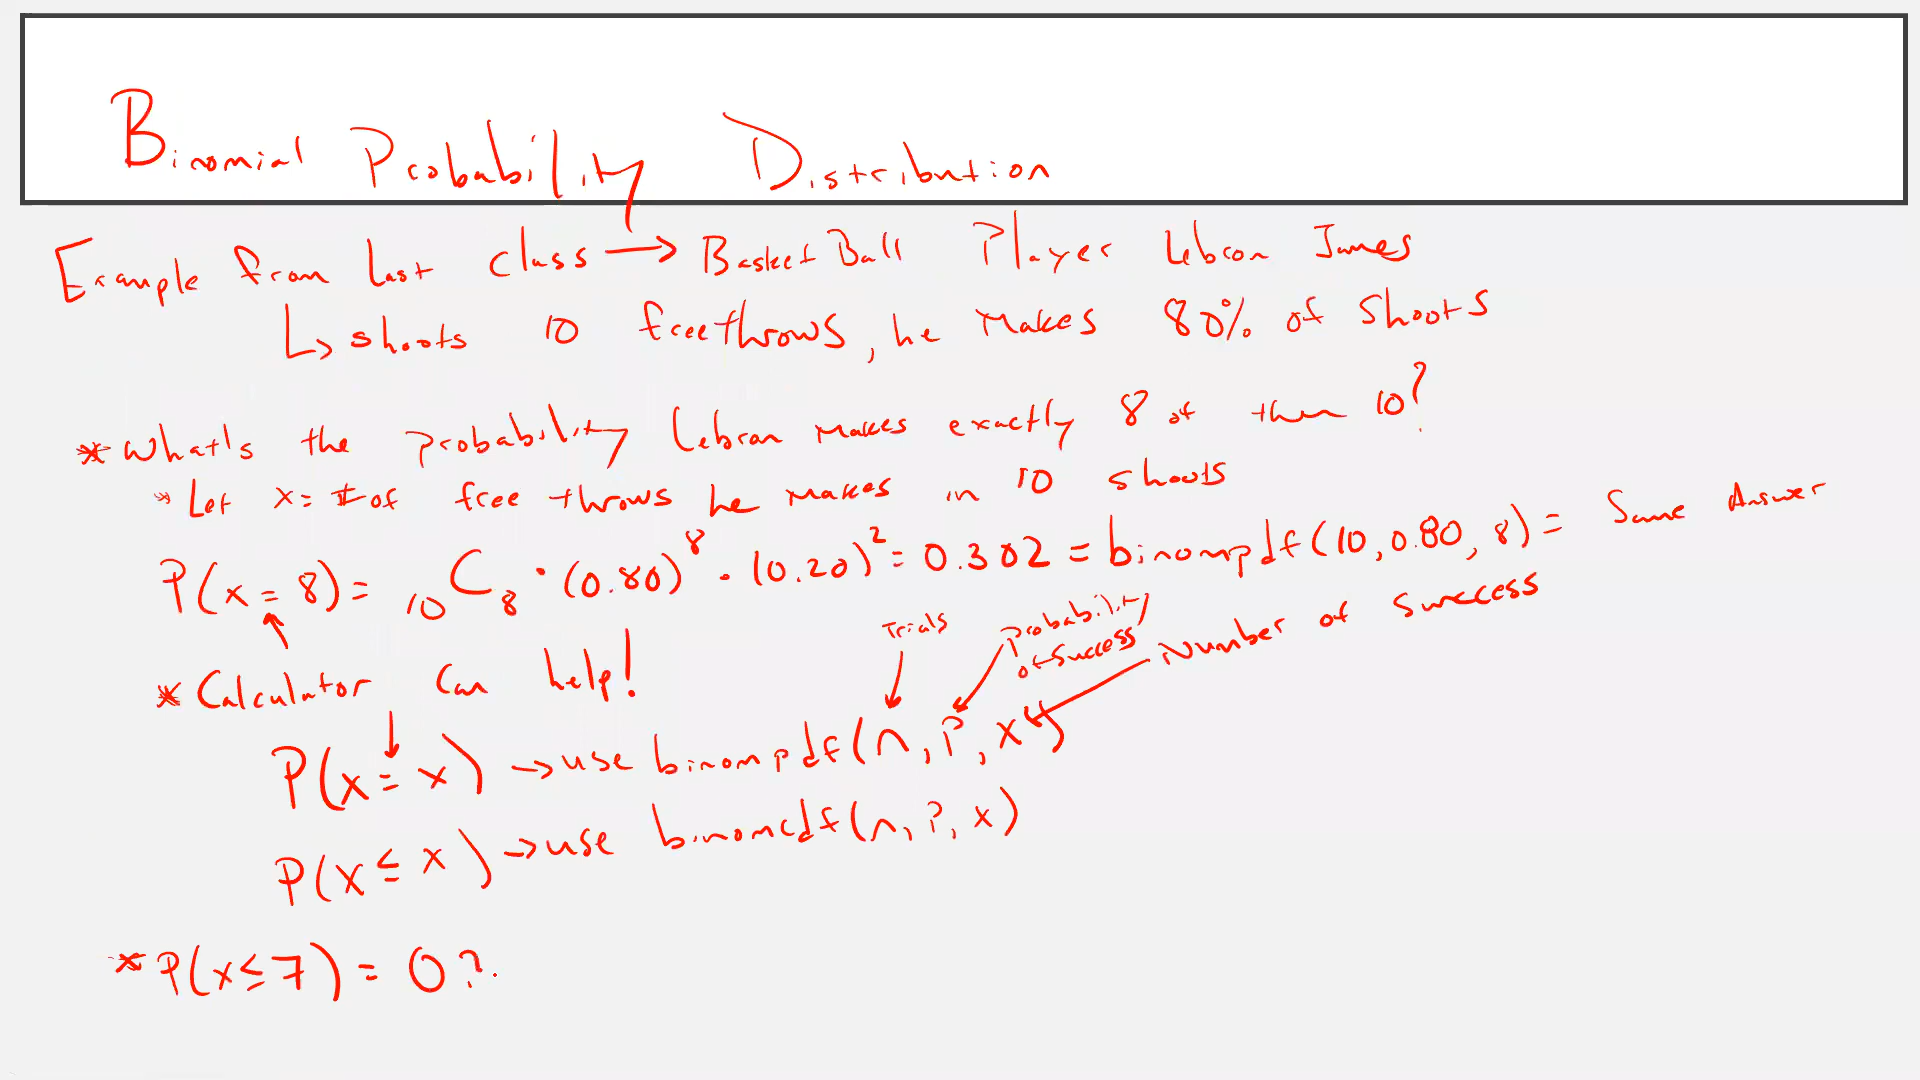 Binomial Probability Distribution
Example from Last class → BasketBall Player Lebron James
↳ shoots 10 freethrows, he Makes 80% of Shoots
* What's the probability Lebron Makes exactly 8 of them 10?
* Let x = # of free throws he Makes in 10 shoots
P(x = 8) = ₁₀C₈ · (0.80)⁸ · (0.20)² = 0.302 = binompdf(10, 0.80, 8) = Same Answer
Trials
probability of Success
Number of Success
* Calculator Can help!
P(x = x) → use binompdf(n, P, x)
P(x ≤ x) → use binomcdf(n, P, x)
* P(x ≤ 7) = 0?.